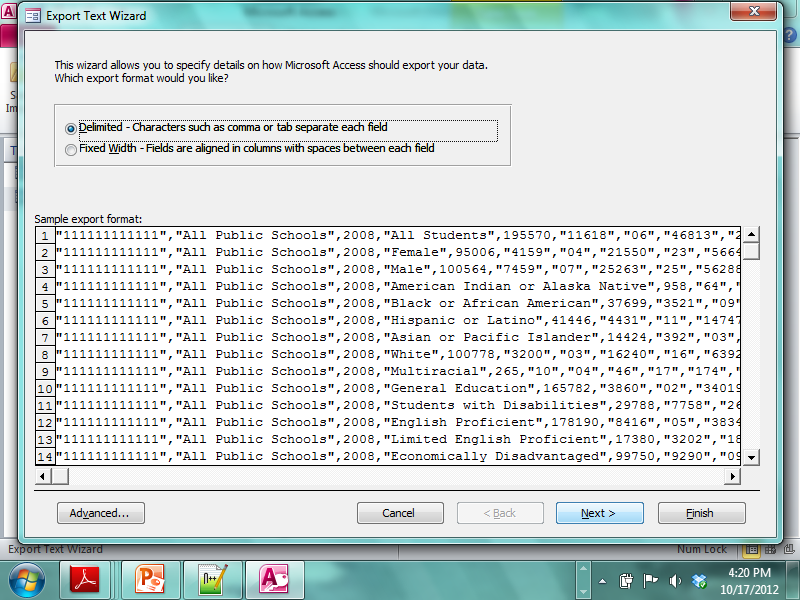 Export Text Wizard
This wizard allows you to specify details on how Microsoft Access should export your data.
Which export format would you like?
Delimited - Characters such as comma or tab separate each field
Fixed Width - Fields are aligned in columns with spaces between each field
Sample export format:
1 "111111111111","All Public Schools",2008,"All Students",195570,"11618","06","46813","2
2 "111111111111","All Public Schools",2008,"Female",95006,"4159","04","21550","23","5664
3 "111111111111","All Public Schools",2008,"Male",100564,"7459","07","25263","25","56288
4 "111111111111","All Public Schools",2008,"American Indian or Alaska Native",958,"64","
5 "111111111111","All Public Schools",2008,"Black or African American",37699,"3521","09"
6 "111111111111","All Public Schools",2008,"Hispanic or Latino",41446,"4431","11","14747
7 "111111111111","All Public Schools",2008,"Asian or Pacific Islander",14424,"392","03",
8 "111111111111","All Public Schools",2008,"White",100778,"3200","03","16240","16","6392
9 "111111111111","All Public Schools",2008,"Multiracial",265,"10","04","46","17","174","
10 "111111111111","All Public Schools",2008,"General Education",165782,"3860","02","34019
11 "111111111111","All Public Schools",2008,"Students with Disabilities",29788,"7758","26
12 "111111111111","All Public Schools",2008,"English Proficient",178190,"8416","05","3834
13 "111111111111","All Public Schools",2008,"Limited English Proficient",17380,"3202","18
14 "111111111111","All Public Schools",2008,"Economically Disadvantaged",99750,"9290","09
Advanced... Cancel < Back Next > Finish
Export Text Wizard Num Lock
4:20 PM
10/17/2012